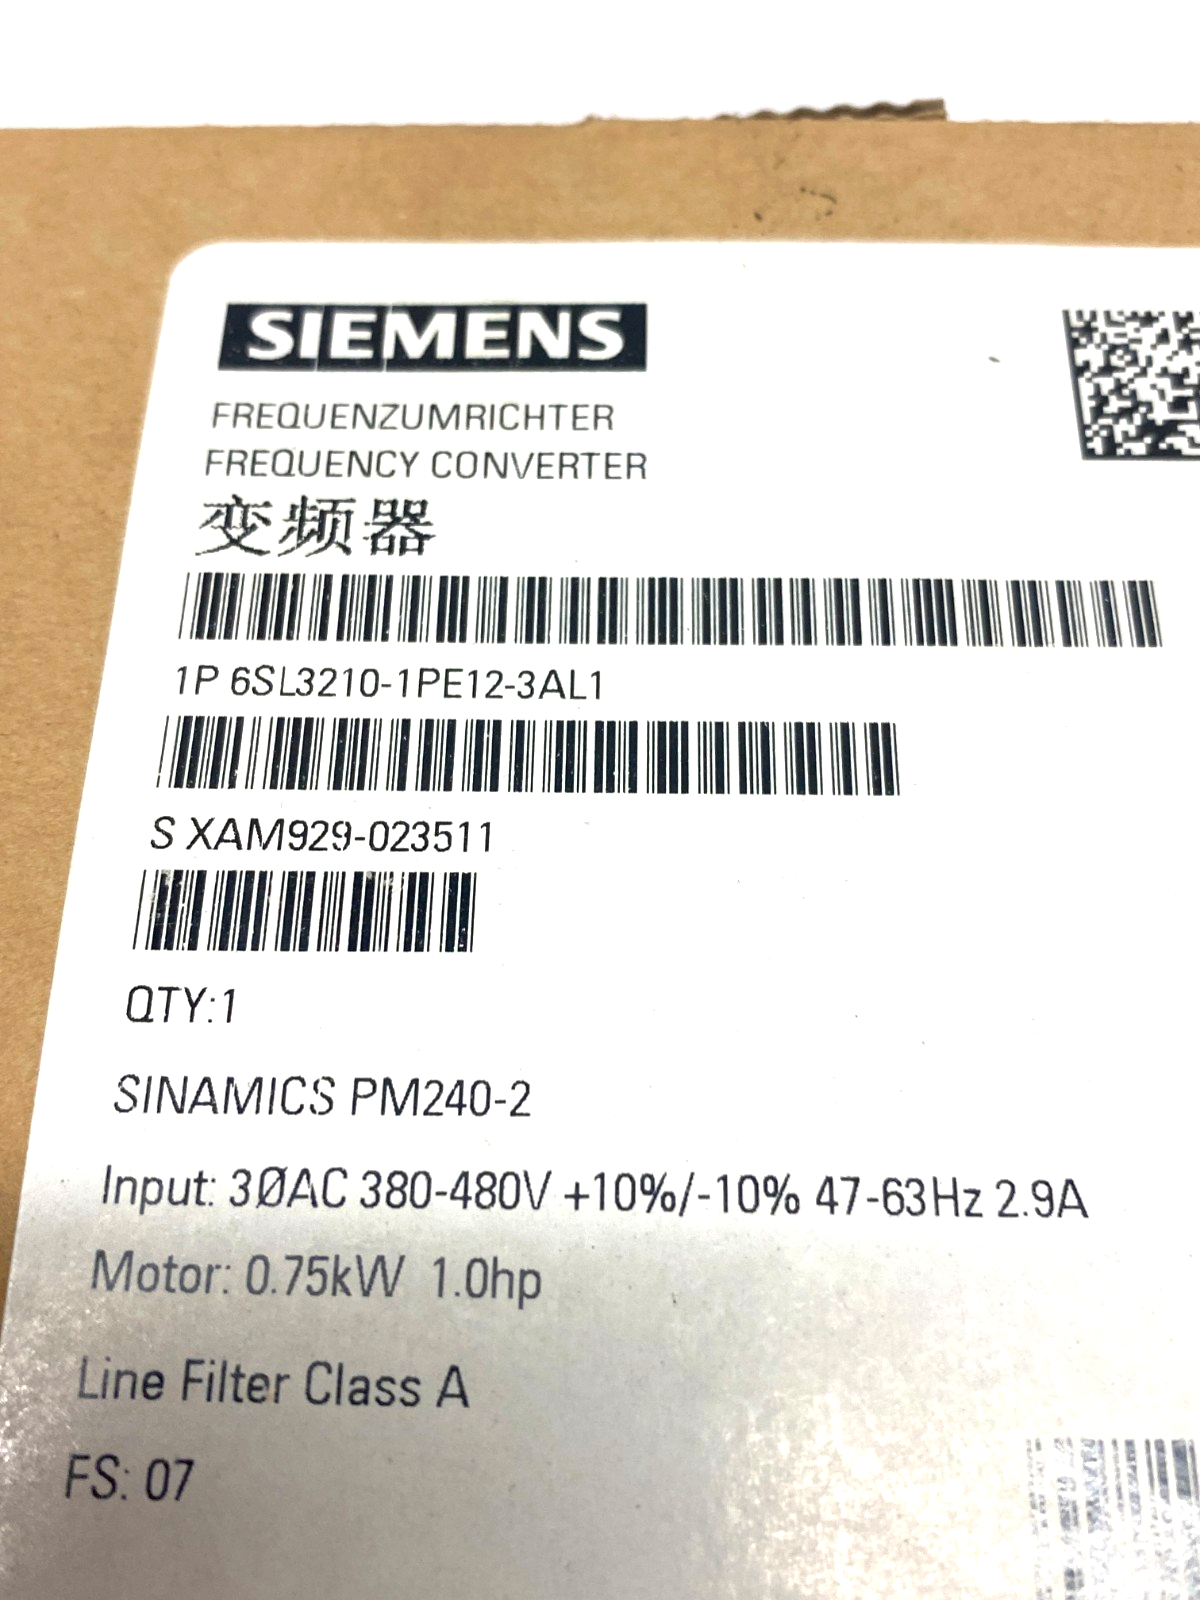 SIEMENS
FREQUENZUMRICHTER
FREQUENCY CONVERTER
变频器
1P 6SL3210-1PE12-3AL1
S XAM929-023511
QTY:1
SINAMICS PM240-2
Input: 3ØAC 380-480V +10%/-10% 47-63Hz 2.9A
Motor: 0.75kW 1.0hp
Line Filter Class A
FS: 07